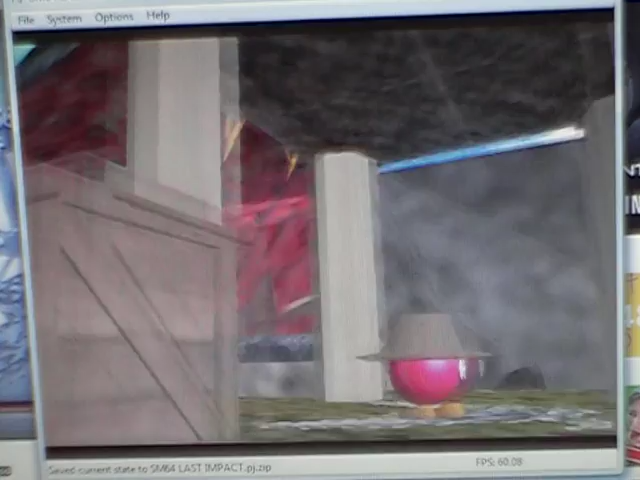 File System Options Help
Saved current state to SM64 LAST IMPACT.pj.zip
FPS: 60.08